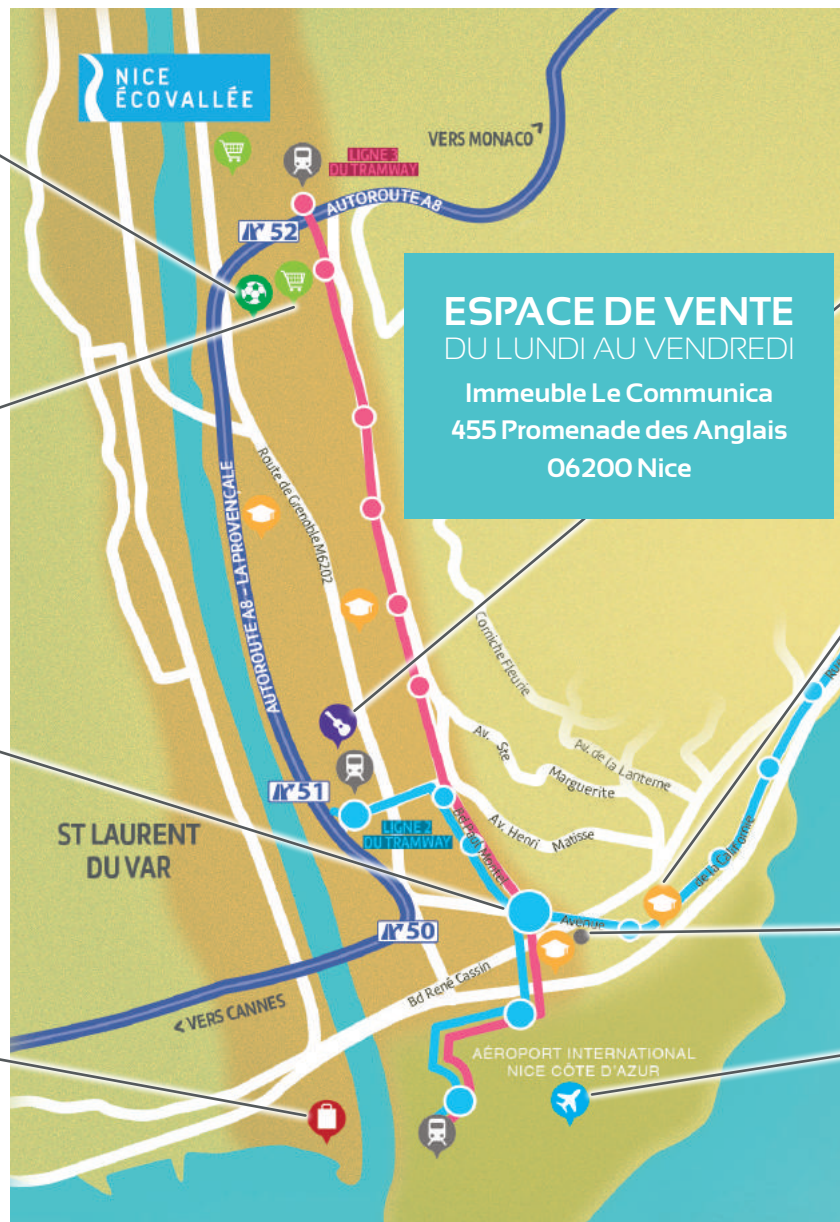 NICE
ÉCOVALLÉE
VERS MONACO
LIGNE 3
DU TRAMWAY
AUTOROUTE A8
52
ESPACE DE VENTE
DU LUNDI AU VENDREDI
Immeuble Le Communica
455 Promenade des Anglais
06200 Nice
Route de Grenoble M6202
AUTOROUTE A8 - LA PROVENÇALE
Corniche Fleurie
Av. Ste Marguerite
Av. de la Lanterne
51
Av. Henri Matisse
LIGNE 2
DU TRAMWAY
Bd Paul Montel
ST LAURENT
DU VAR
Avenue de la Californie
50
Bd René Cassin
< VERS CANNES
AÉROPORT INTERNATIONAL
NICE CÔTE D'AZUR